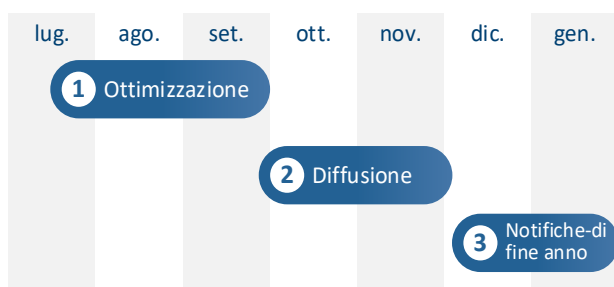 lug. ago. set. ott. nov. dic. gen.
1 Ottimizzazione
2 Diffusione
3 Notifiche-di
fine anno